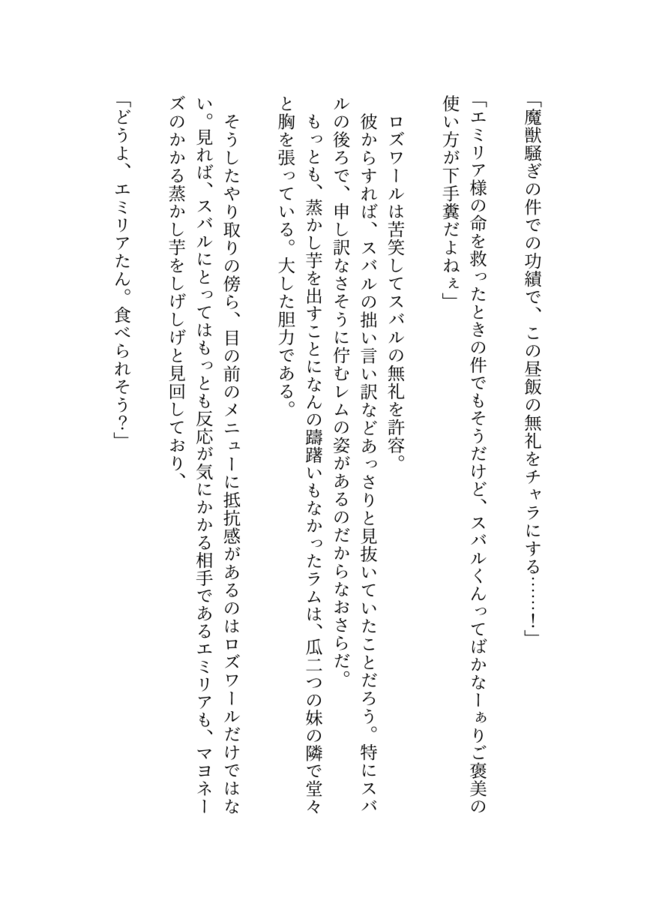 「魔獣騒ぎの件での功績で、この昼飯の無礼をチャラにする……！」
「エミリア様の命を救ったときの件でもそうだけど、スバルくんってばかなーぁりご褒美の
使い方が下手糞だよねぇ」
ロズワールは苦笑してスバルの無礼を許容。
彼からすれば、スバルの拙い言い訳などあっさりと見抜いていたことだろう。特にスバ
ルの後ろで、申し訳なさそうに佇むレムの姿があるのだからなおさらだ。
もっとも、蒸かし芋を出すことになんの躊躇いもなかったラムは、瓜二つの妹の隣で堂々
と胸を張っている。大した胆力である。
そうしたやり取りの傍ら、目の前のメニューに抵抗感があるのはロズワールだけではな
い。見れば、スバルにとってはもっとも反応が気にかかる相手であるエミリアも、マヨネー
ズのかかる蒸かし芋をしげしげと見回しており、
「どうよ、エミリアたん。食べられそう？」